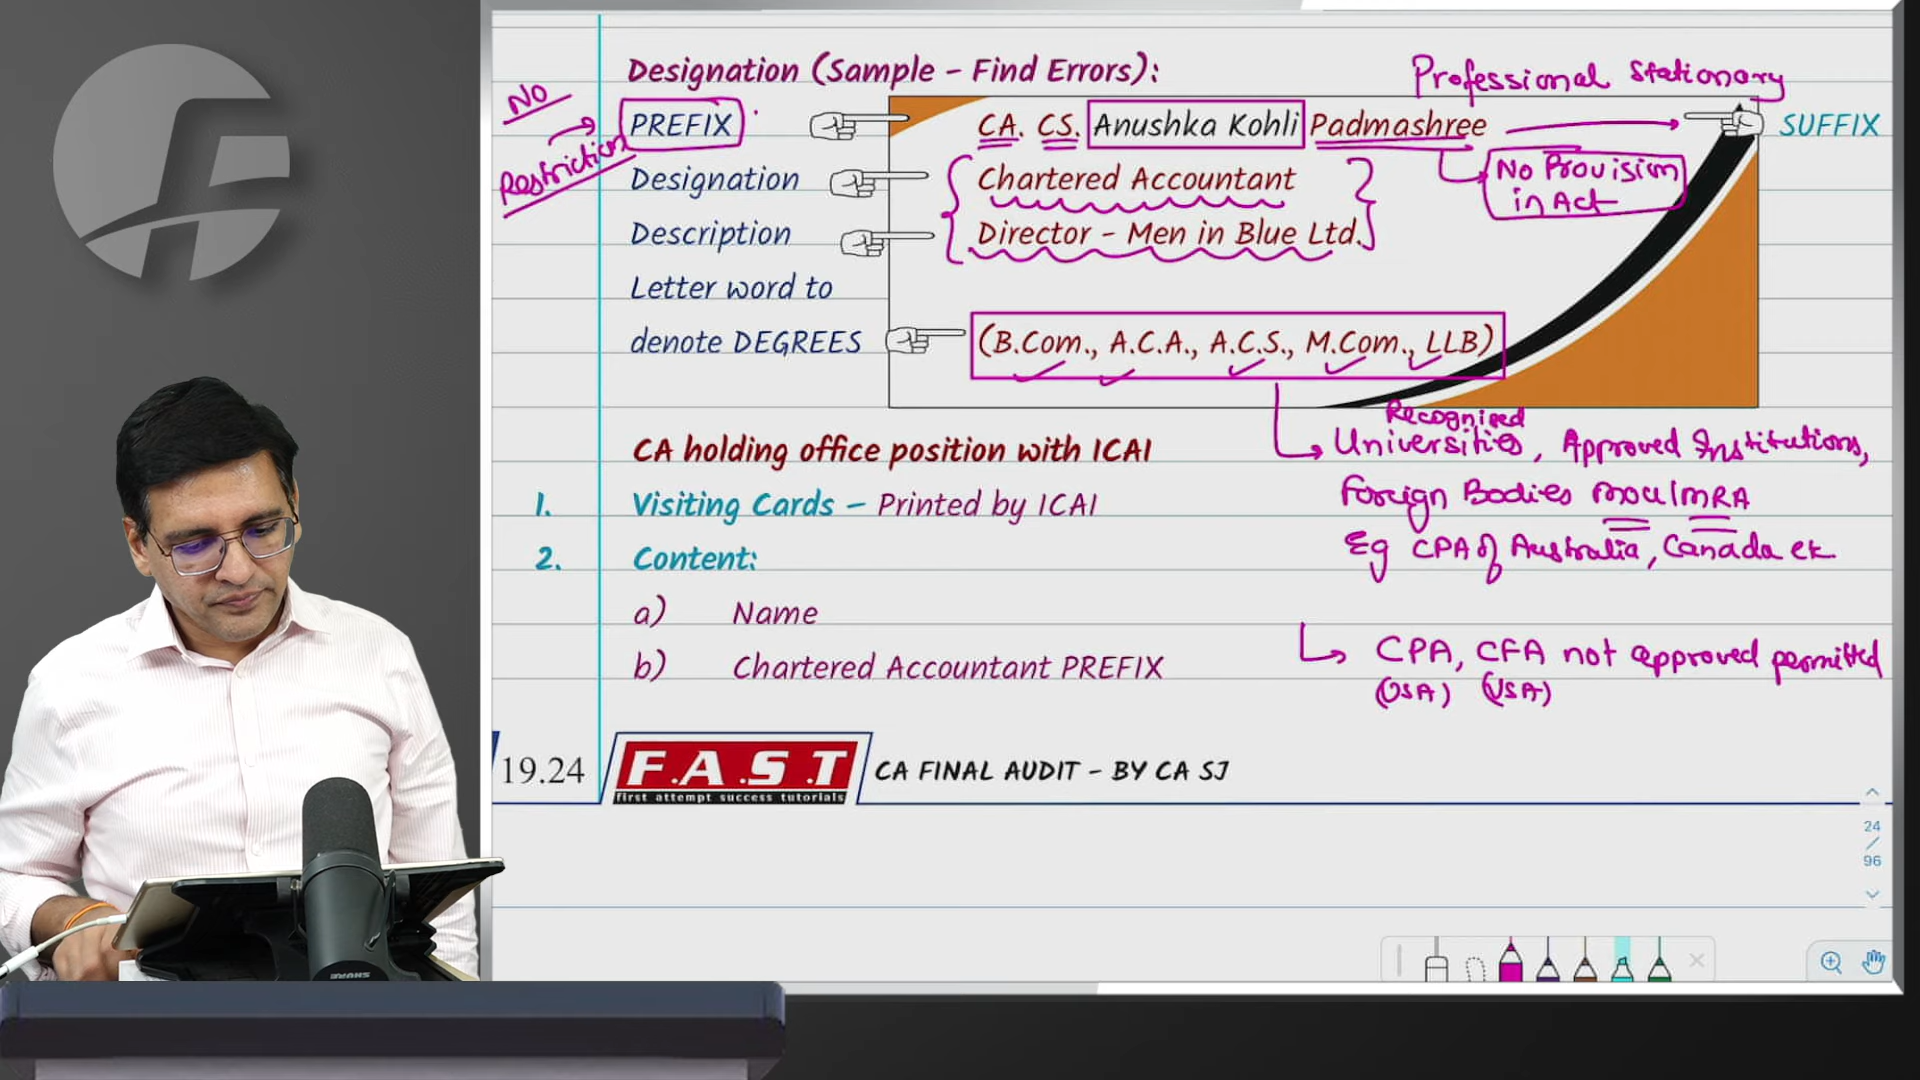 Designation (Sample - Find Errors):
Professional Stationary
No
Restriction
PREFIX
CA. CS. Anushka Kohli Padmashree
SUFFIX
Designation
Chartered Accountant
No Provision
in Act
Description
Director - Men in Blue Ltd.
Letter word to
denote DEGREES
(B.Com., A.C.A., A.C.S., M.Com., LLB)
Recognised
Universities, Approved Institutions,
Foreign Bodies MOU/MRA
Eg CPA of Australia, Canada etc
CA holding office position with ICAI
1. Visiting Cards – Printed by ICAI
2. Content:
a) Name
b) Chartered Accountant PREFIX
CPA, CFA not approved permitted
(USA) (USA)
19.24
F.A.S.T
first attempt success tutorials
CA FINAL AUDIT - BY CA SJ
24
/
96
SHURE